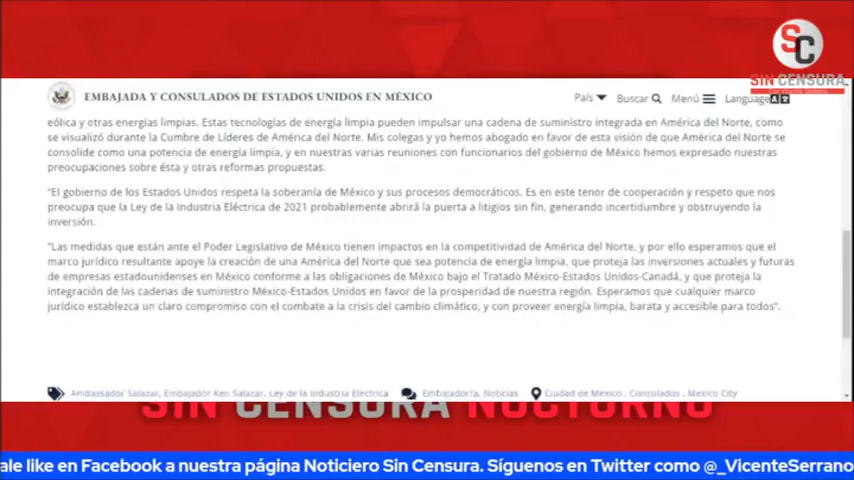 SC
SIN CENSURA
EMBAJADA Y CONSULADOS DE ESTADOS UNIDOS EN MÉXICO
País Buscar Menú Language
eólica y otras energías limpias. Estas tecnologías de energía limpia pueden impulsar una cadena de suministro integrada en América del Norte, como
se visualizó durante la Cumbre de Líderes de América del Norte. Mis colegas y yo hemos abogado en favor de esta visión de que América del Norte se
consolide como una potencia de energía limpia, y en nuestras varias reuniones con funcionarios del gobierno de México hemos expresado nuestras
preocupaciones sobre ésta y otras reformas propuestas.
"El gobierno de los Estados Unidos respeta la soberanía de México y sus procesos democráticos. Es en este tenor de cooperación y respeto que nos
preocupa que la Ley de la Industria Eléctrica de 2021 probablemente abrirá la puerta a litigios sin fin, generando incertidumbre y obstruyendo la
inversión.
"Las medidas que están ante el Poder Legislativo de México tienen impactos en la competitividad de América del Norte, y por ello esperamos que el
marco jurídico resultante apoye la creación de una América del Norte que sea potencia de energía limpia, que proteja las inversiones actuales y futuras
de empresas estadounidenses en México conforme a las obligaciones de México bajo el Tratado México-Estados Unidos-Canadá, y que proteja la
integración de las cadenas de suministro México-Estados Unidos en favor de la prosperidad de nuestra región. Esperamos que cualquier marco
jurídico establezca un claro compromiso con el combate a la crisis del cambio climático, y con proveer energía limpia, barata y accesible para todos".
Ambassador Salazar, Embajador Ken Salazar, Ley de la Industria Eléctrica Embajador/a, Noticias Ciudad de Mexico, Consulados, Mexico City
SIN CENSURA NOCTURNO
ale like en Facebook a nuestra página Noticiero Sin Censura. Síguenos en Twitter como @_VicenteSerrano